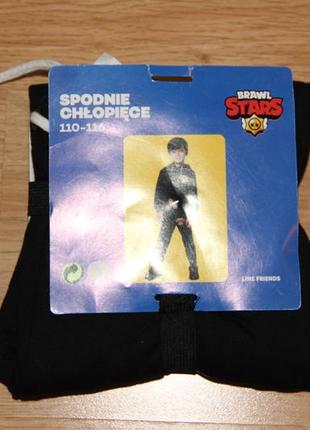 SPODNIE
CHŁOPIĘCE
110-116
BRAWL
STARS
LINE FRIENDS